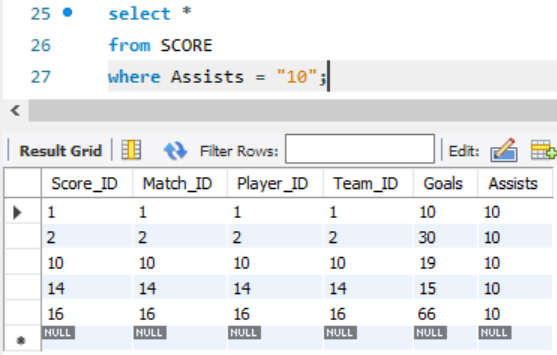 25 select *
26 from SCORE
27 where Assists = "10";
Result Grid Filter Rows: Edit:
Score_ID Match_ID Player_ID Team_ID Goals Assists
1 1 1 1 10 10
2 2 2 2 30 10
10 10 10 10 19 10
14 14 14 14 15 10
16 16 16 16 66 10
NULL NULL NULL NULL NULL NULL